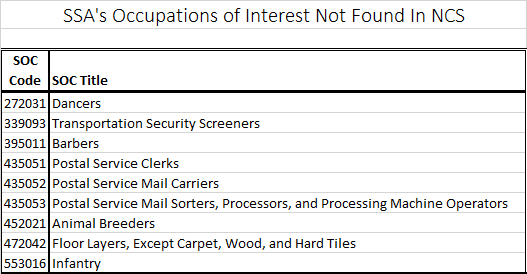 SSA's Occupations of Interest Not Found In NCS
SOC
Code SOC Title
272031 Dancers
339093 Transportation Security Screeners
395011 Barbers
435051 Postal Service Clerks
435052 Postal Service Mail Carriers
435053 Postal Service Mail Sorters, Processors, and Processing Machine Operators
452021 Animal Breeders
472042 Floor Layers, Except Carpet, Wood, and Hard Tiles
553016 Infantry